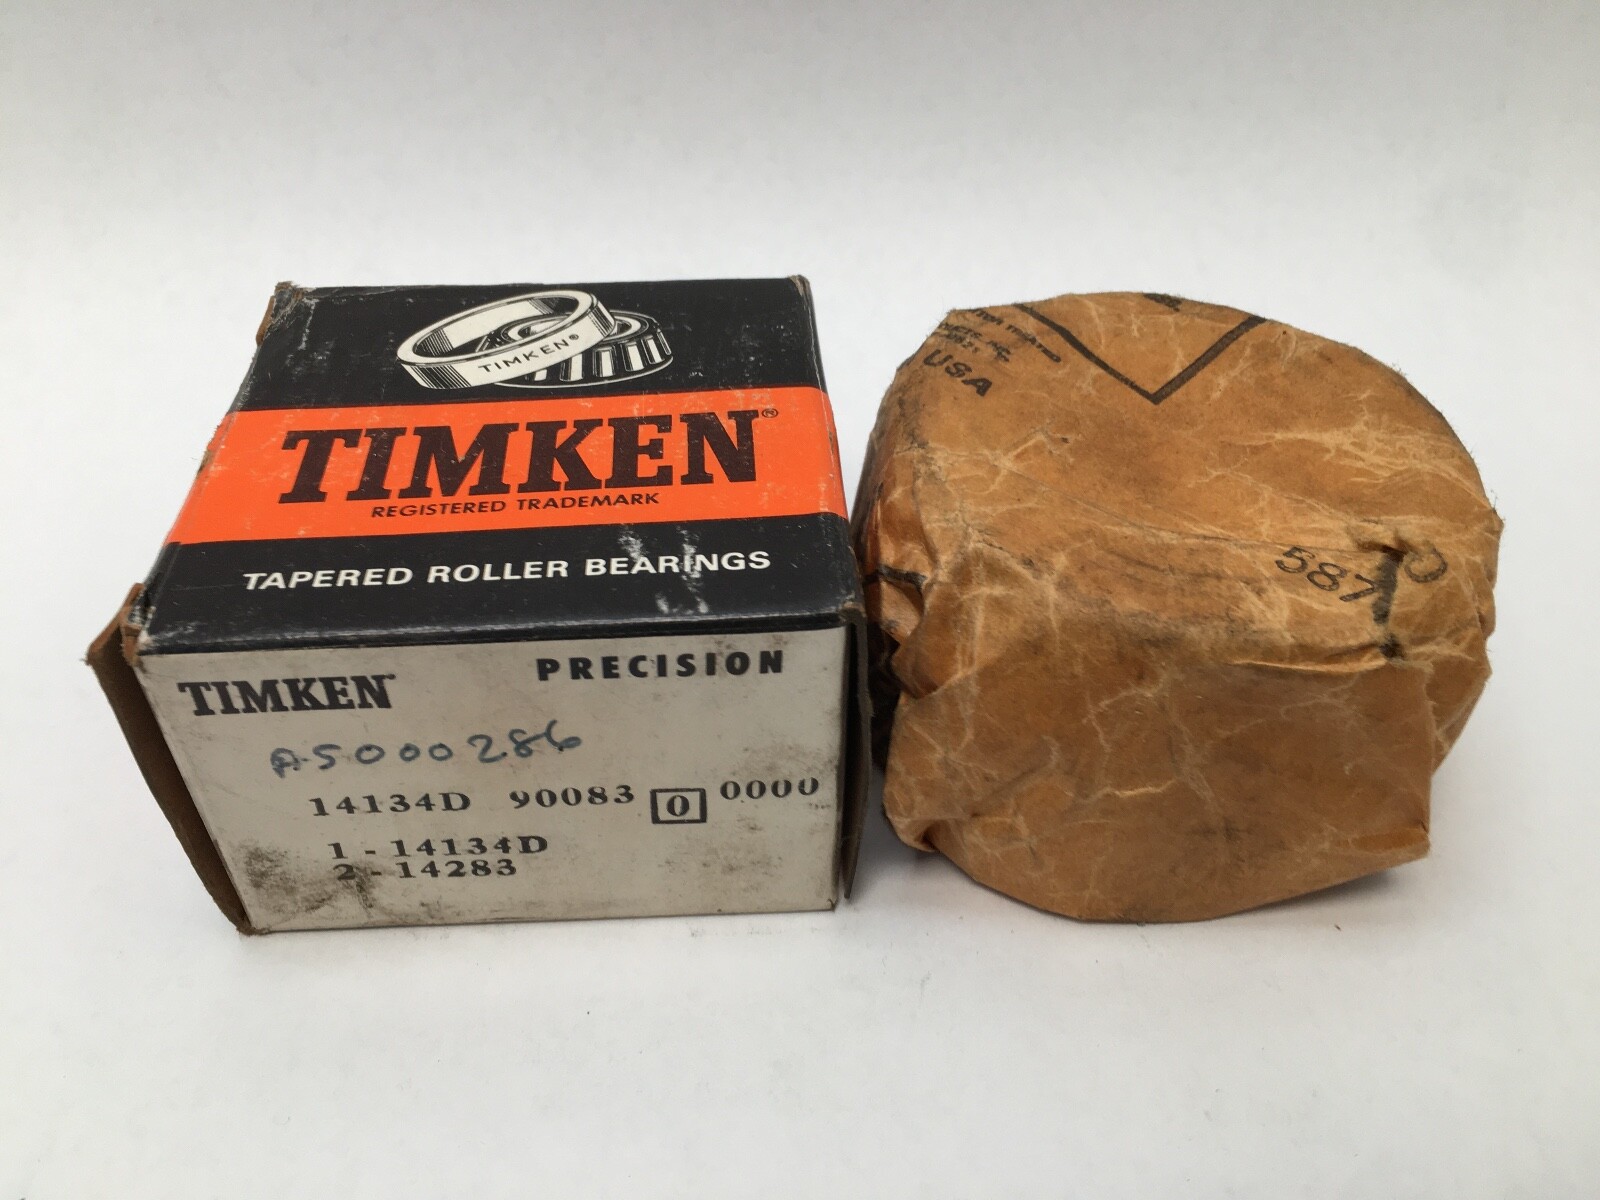 TIMKEN®
TIMKEN®
REGISTERED TRADEMARK
TAPERED ROLLER BEARINGS
TIMKEN
PRECISION
A5000286
14134D 90083 0 0000
1 - 14134D
2 - 14283
USA
587